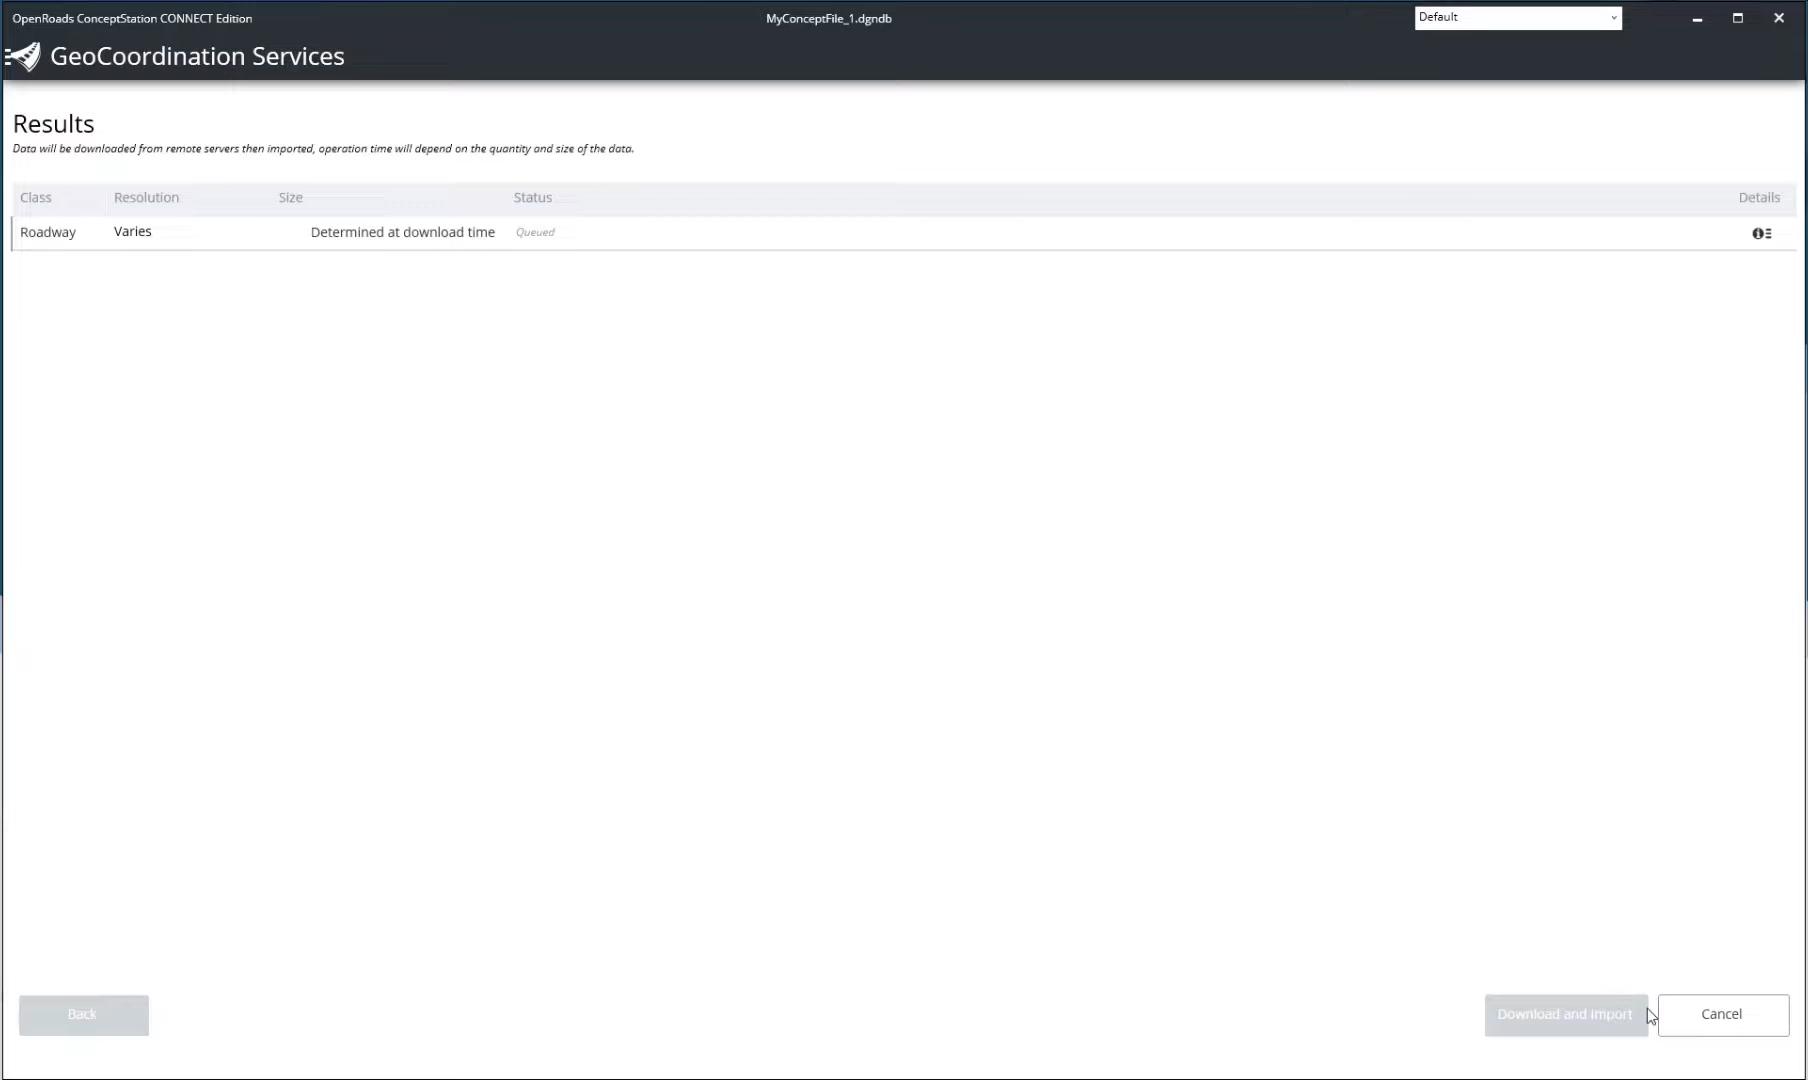 OpenRoads ConceptStation CONNECT Edition
MyConceptFile_1.dgndb
Default
GeoCoordination Services
Results
Data will be downloaded from remote servers then imported, operation time will depend on the quantity and size of the data.
Class Resolution Size Status Details
Roadway Varies Determined at download time Queued
Back Download and Import Cancel